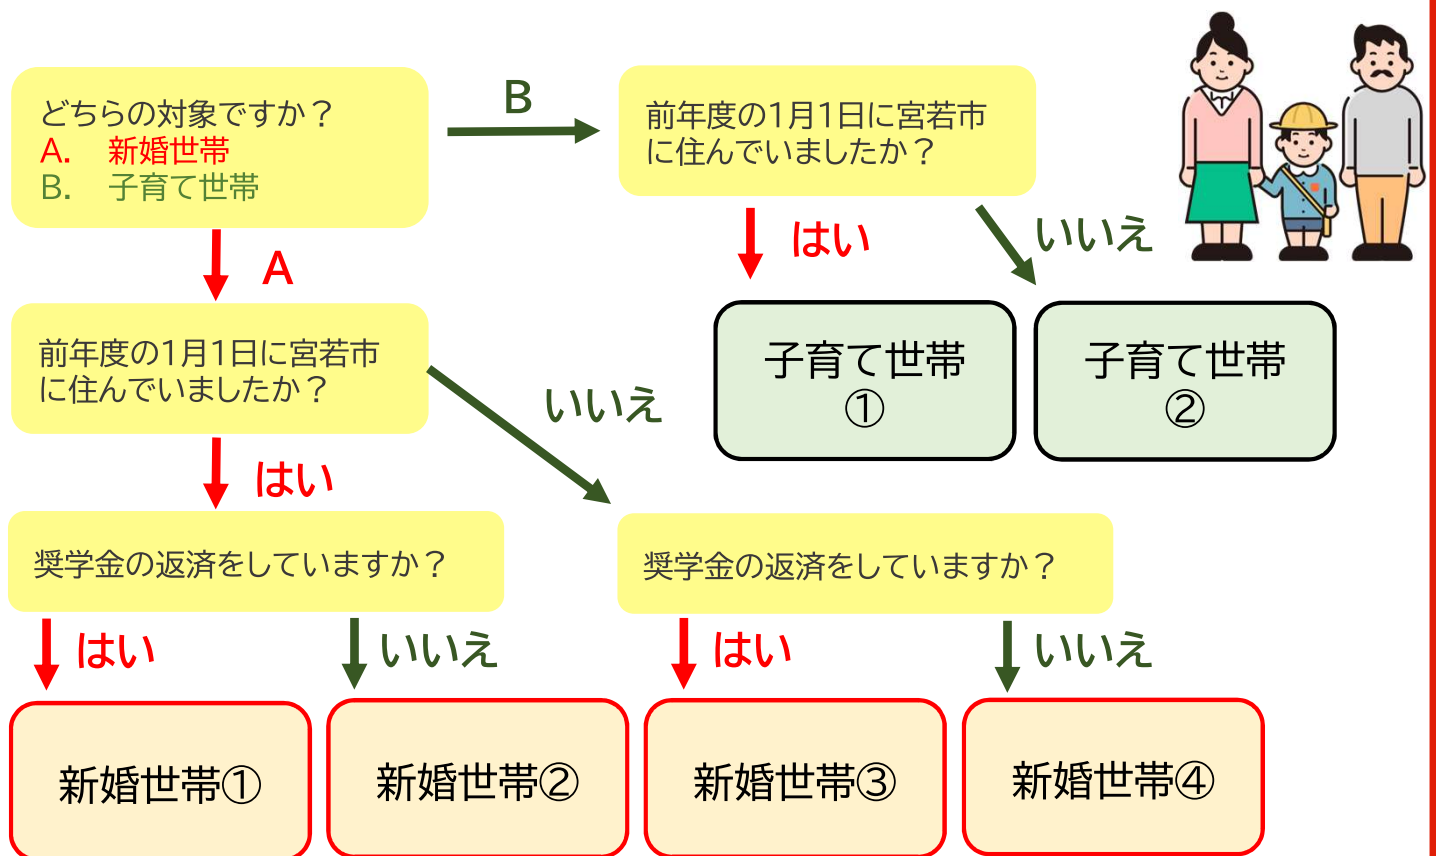 どちらの対象ですか？
A.　新婚世帯
B.　子育て世帯
B
前年度の1月1日に宮若市
に住んでいましたか？
はい
いいえ
子育て世帯
①
子育て世帯
②
A
前年度の1月1日に宮若市
に住んでいましたか？
いいえ
はい
奨学金の返済をしていますか？
奨学金の返済をしていますか？
はい
いいえ
はい
いいえ
新婚世帯①
新婚世帯②
新婚世帯③
新婚世帯④